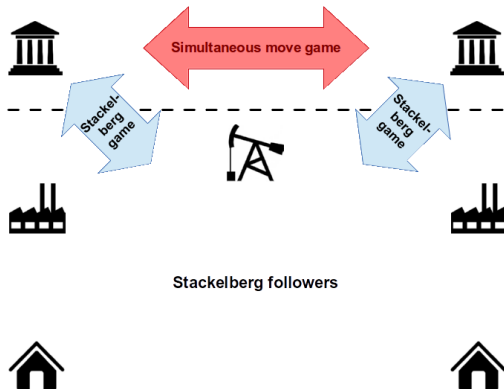 Simultaneous move game
Stackel-
berg
game
Stackel-
berg
game
Stackelberg followers